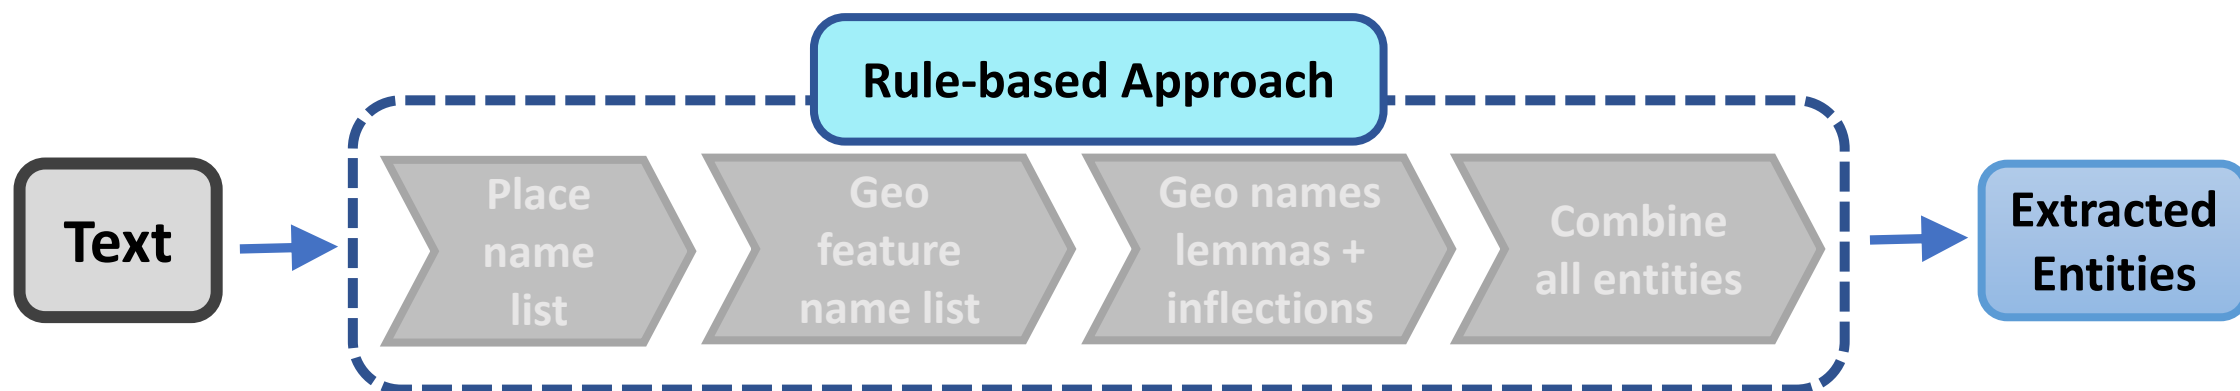 Rule-based Approach
Text
Place
name
list
Geo
feature
name list
Geo names
lemmas +
inflections
Combine
all entities
Extracted
Entities